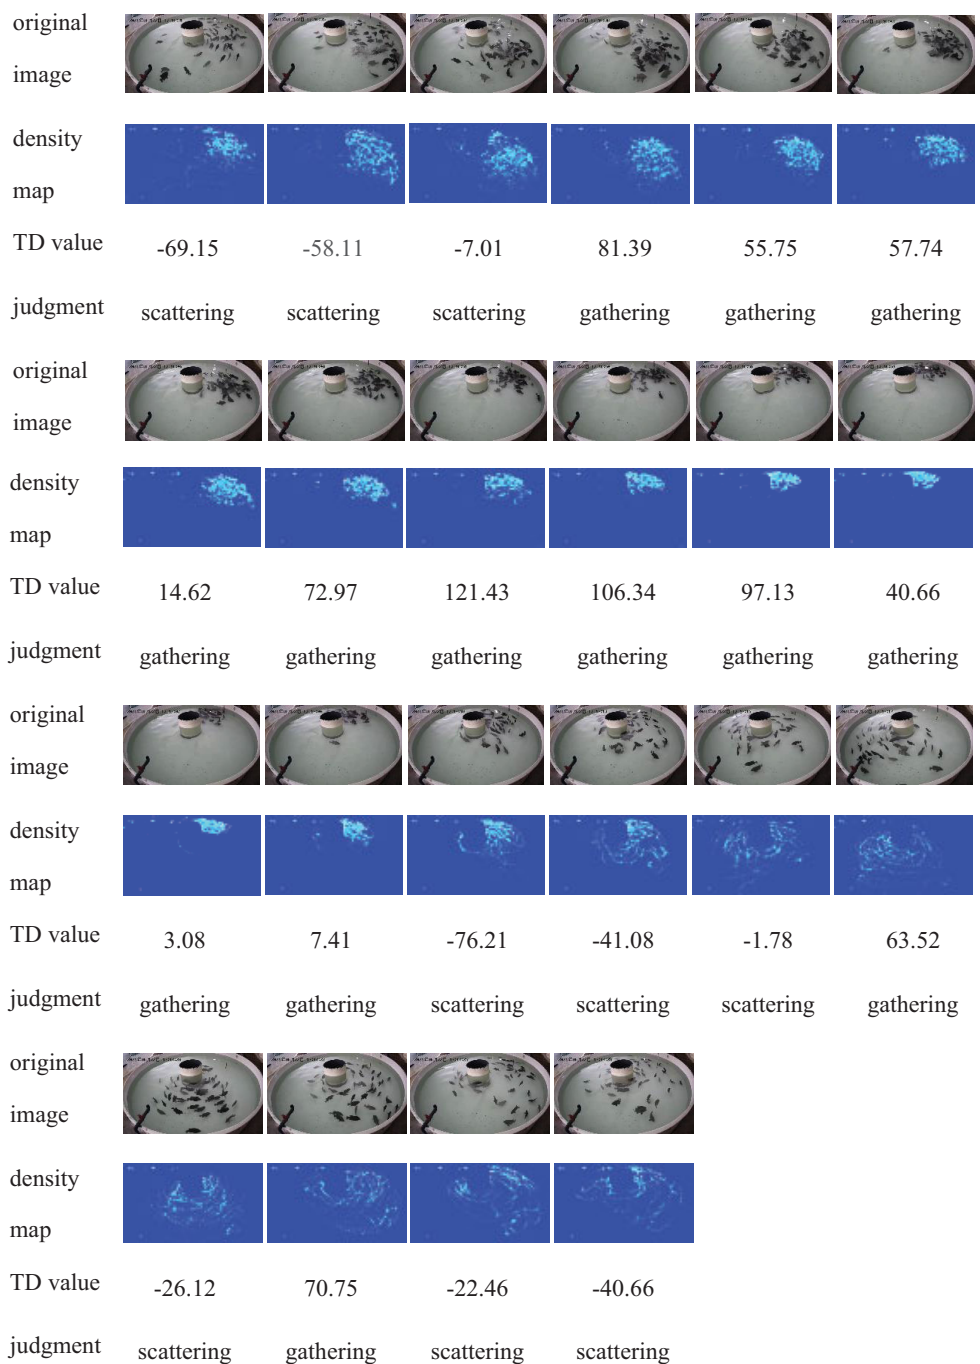 original
image
density
map
TD value -69.15 -58.11 -7.01 81.39 55.75 57.74
judgment scattering scattering scattering gathering gathering gathering
original
image
density
map
TD value 14.62 72.97 121.43 106.34 97.13 40.66
judgment gathering gathering gathering gathering gathering gathering
original
image
density
map
TD value 3.08 7.41 -76.21 -41.08 -1.78 63.52
judgment gathering gathering scattering scattering scattering gathering
original
image
density
map
TD value -26.12 70.75 -22.46 -40.66
judgment scattering gathering scattering scattering